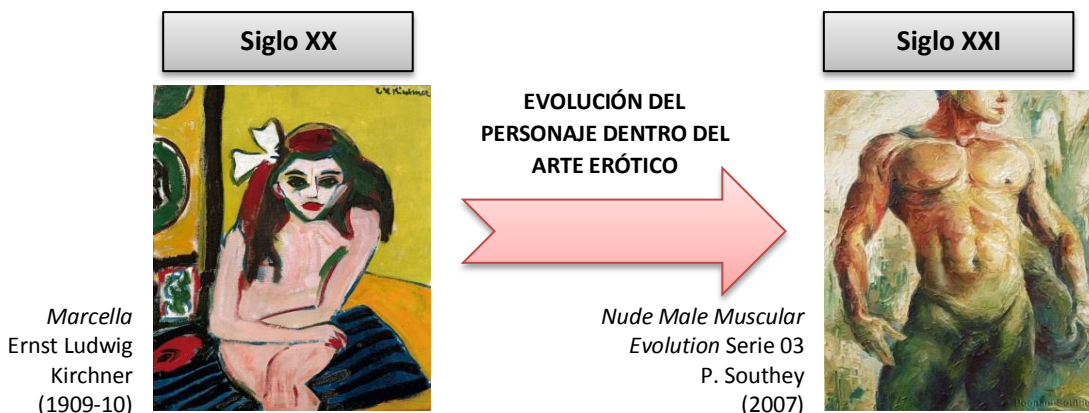 Siglo XX
Siglo XXI
EVOLUCIÓN DEL
PERSONAJE DENTRO DEL
ARTE ERÓTICO
Marcella
Ernst Ludwig
Kirchner
(1909-10)
Nude Male Muscular
Evolution Serie 03
P. Southey
(2007)